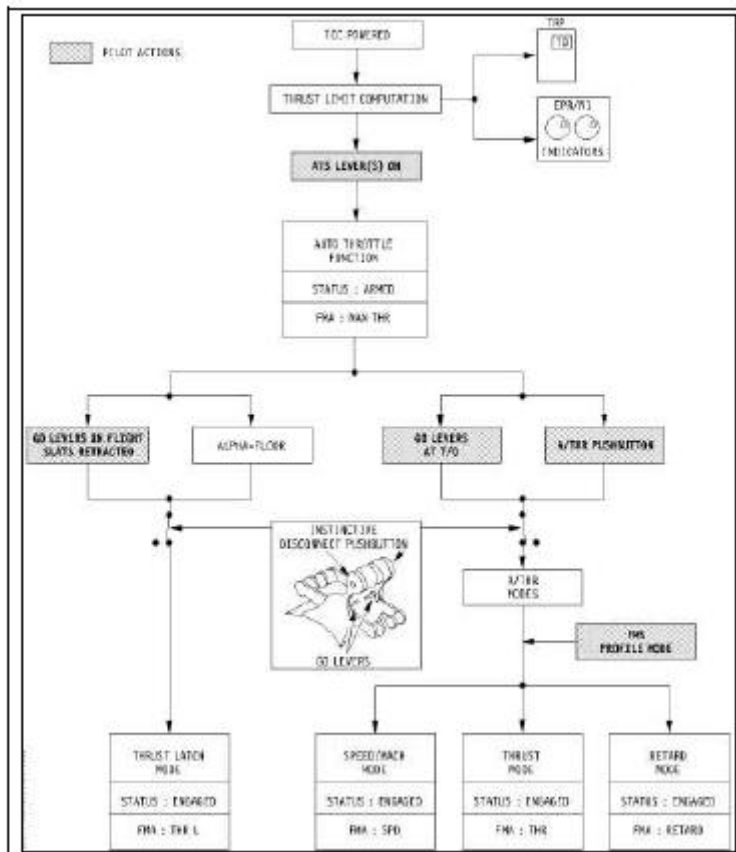 PILOT ACTIONS
TCC POWERED
TRP
TO
THRUST LIMIT COMPUTATION
EPR/N1
INDICATORS
ATS LEVER(S) ON
AUTO THROTTLE
FUNCTION
STATUS : ARMED
FMA : MAN THR
GO LEVERS IN FLIGHT
SLATS RETRACTED
ALPHA-FLOOR
GO LEVERS
AT T/O
A/THR PUSHBUTTON
INSTINCTIVE
DISCONNECT PUSHBUTTON
GO LEVERS
A/THR
MODES
FMS
PROFILE MODE
THRUST LATCH
MODE
STATUS : ENGAGED
FMA : THR L
SPEED/MACH
MODE
STATUS : ENGAGED
FMA : SPD
THRUST
MODE
STATUS : ENGAGED
FMA : THR
RETARD
MODE
STATUS : ENGAGED
FMA : RETARD